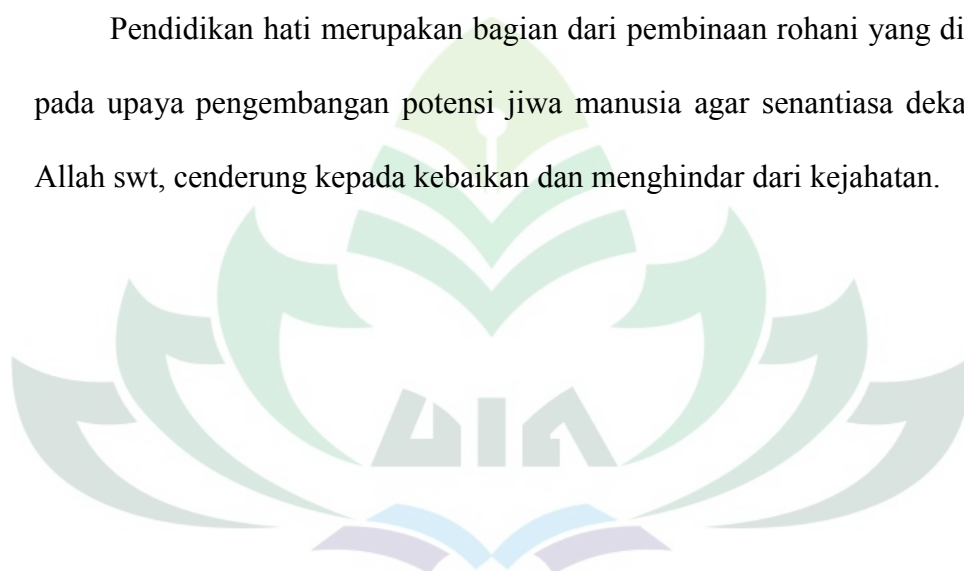 Pendidikan hati merupakan bagian dari pembinaan rohani yang di
pada upaya pengembangan potensi jiwa manusia agar senantiasa deka
Allah swt, cenderung kepada kebaikan dan menghindar dari kejahatan.
UIN